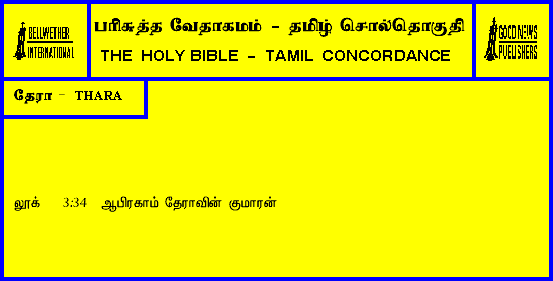 BELLWETHER
INTERNATIONAL
பரிசுத்த வேதாகமம் - தமிழ் சொல்தொகுதி
THE HOLY BIBLE - TAMIL CONCORDANCE
GOOD NEWS
PUBLISHERS
தேரா - THARA
லூக் 3:34 ஆபிரகாம் தேராவின் குமாரன்